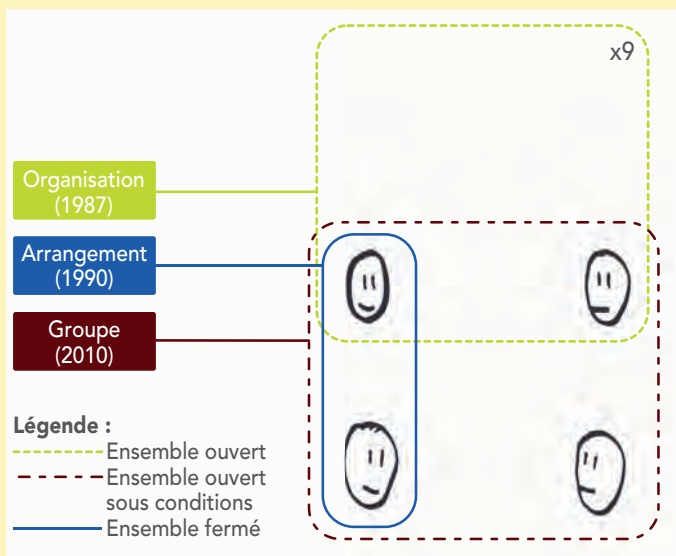 x9
Organisation
(1987)
Arrangement
(1990)
Groupe
(2010)
Légende :
Ensemble ouvert
Ensemble ouvert
sous conditions
Ensemble fermé